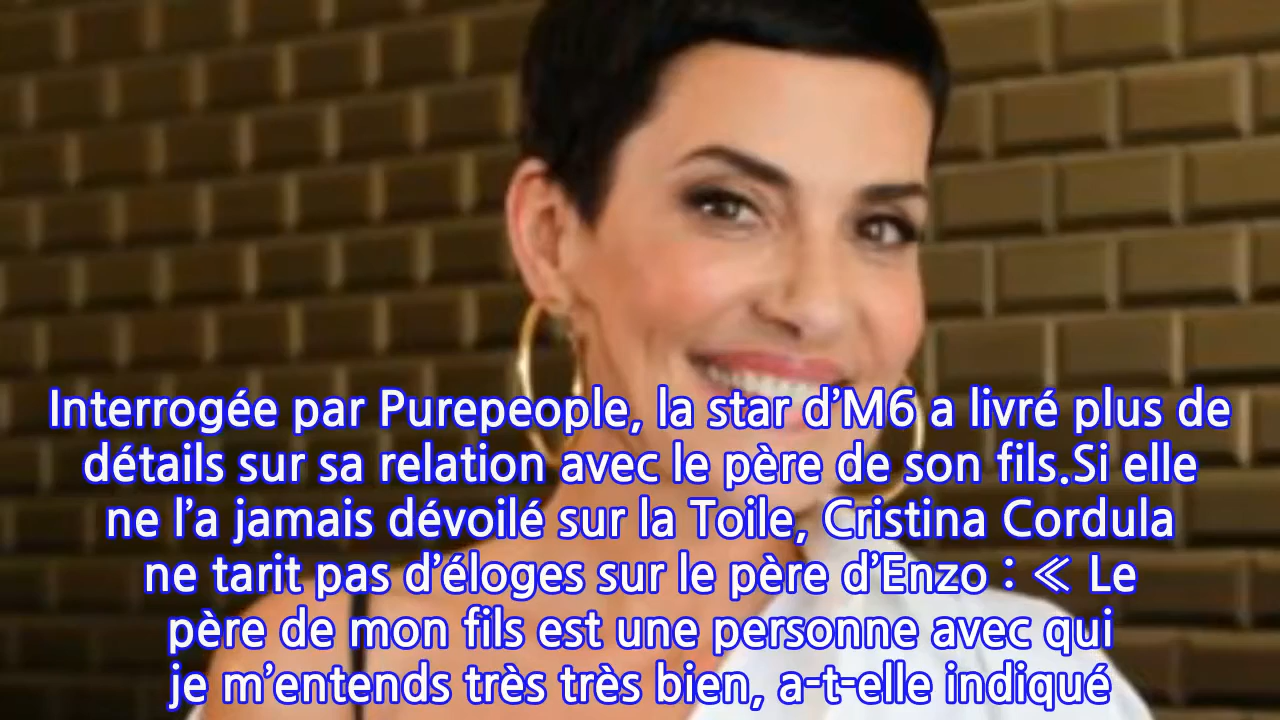 Interrogée par Purepeople, la star d’M6 a livré plus de
détails sur sa relation avec le père de son fils.Si elle
ne l’a jamais dévoilé sur la Toile, Cristina Cordula
ne tarit pas d’éloges sur le père d’Enzo : ≪ Le
père de mon fils est une personne avec qui
je m’entends très très bien, a-t-elle indiqué